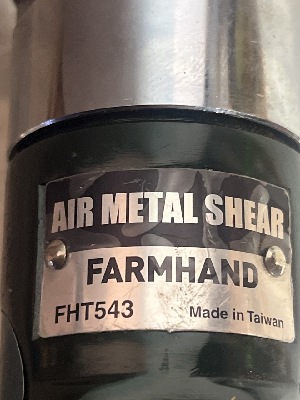 AIR METAL SHEAR
FARMHAND
FHT543 Made in Taiwan